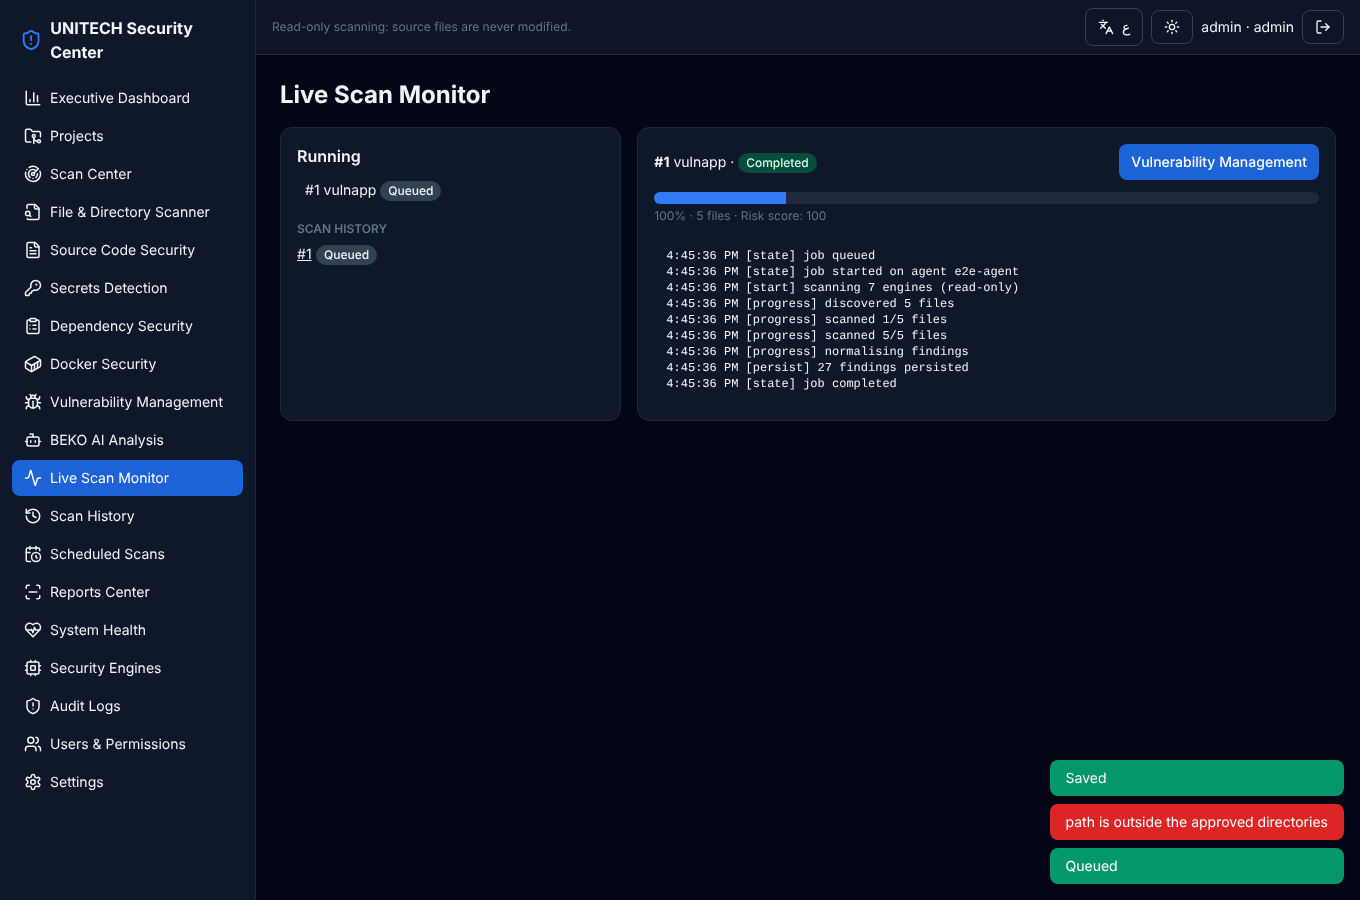 UNITECH Security
Center
Executive Dashboard
Projects
Scan Center
File & Directory Scanner
Source Code Security
Secrets Detection
Dependency Security
Docker Security
Vulnerability Management
BEKO AI Analysis
Live Scan Monitor
Scan History
Scheduled Scans
Reports Center
System Health
Security Engines
Audit Logs
Users & Permissions
Settings
Read-only scanning: source files are never modified.
ع
admin · admin
Live Scan Monitor
Running
#1 vulnapp Queued
SCAN HISTORY
#1 Queued
#1 vulnapp · Completed
Vulnerability Management
100% · 5 files · Risk score: 100
4:45:36 PM [state] job queued
4:45:36 PM [state] job started on agent e2e-agent
4:45:36 PM [start] scanning 7 engines (read-only)
4:45:36 PM [progress] discovered 5 files
4:45:36 PM [progress] scanned 1/5 files
4:45:36 PM [progress] scanned 5/5 files
4:45:36 PM [progress] normalising findings
4:45:36 PM [persist] 27 findings persisted
4:45:36 PM [state] job completed
Saved
path is outside the approved directories
Queued